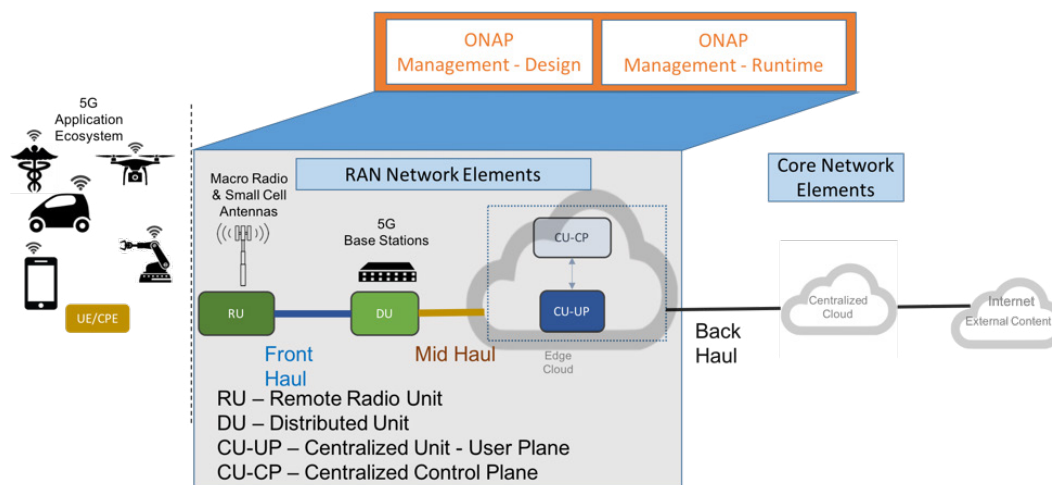 ONAP
Management - Design
ONAP
Management - Runtime
5G
Application
Ecosystem
UE/CPE
RAN Network Elements
Macro Radio
& Small Cell
Antennas
5G
Base Stations
RU
DU
CU-CP
CU-UP
Edge
Cloud
Front
Haul
Mid Haul
Back
Haul
Core Network
Elements
Centralized
Cloud
Internet
External Content
RU – Remote Radio Unit
DU – Distributed Unit
CU-UP – Centralized Unit - User Plane
CU-CP – Centralized Control Plane